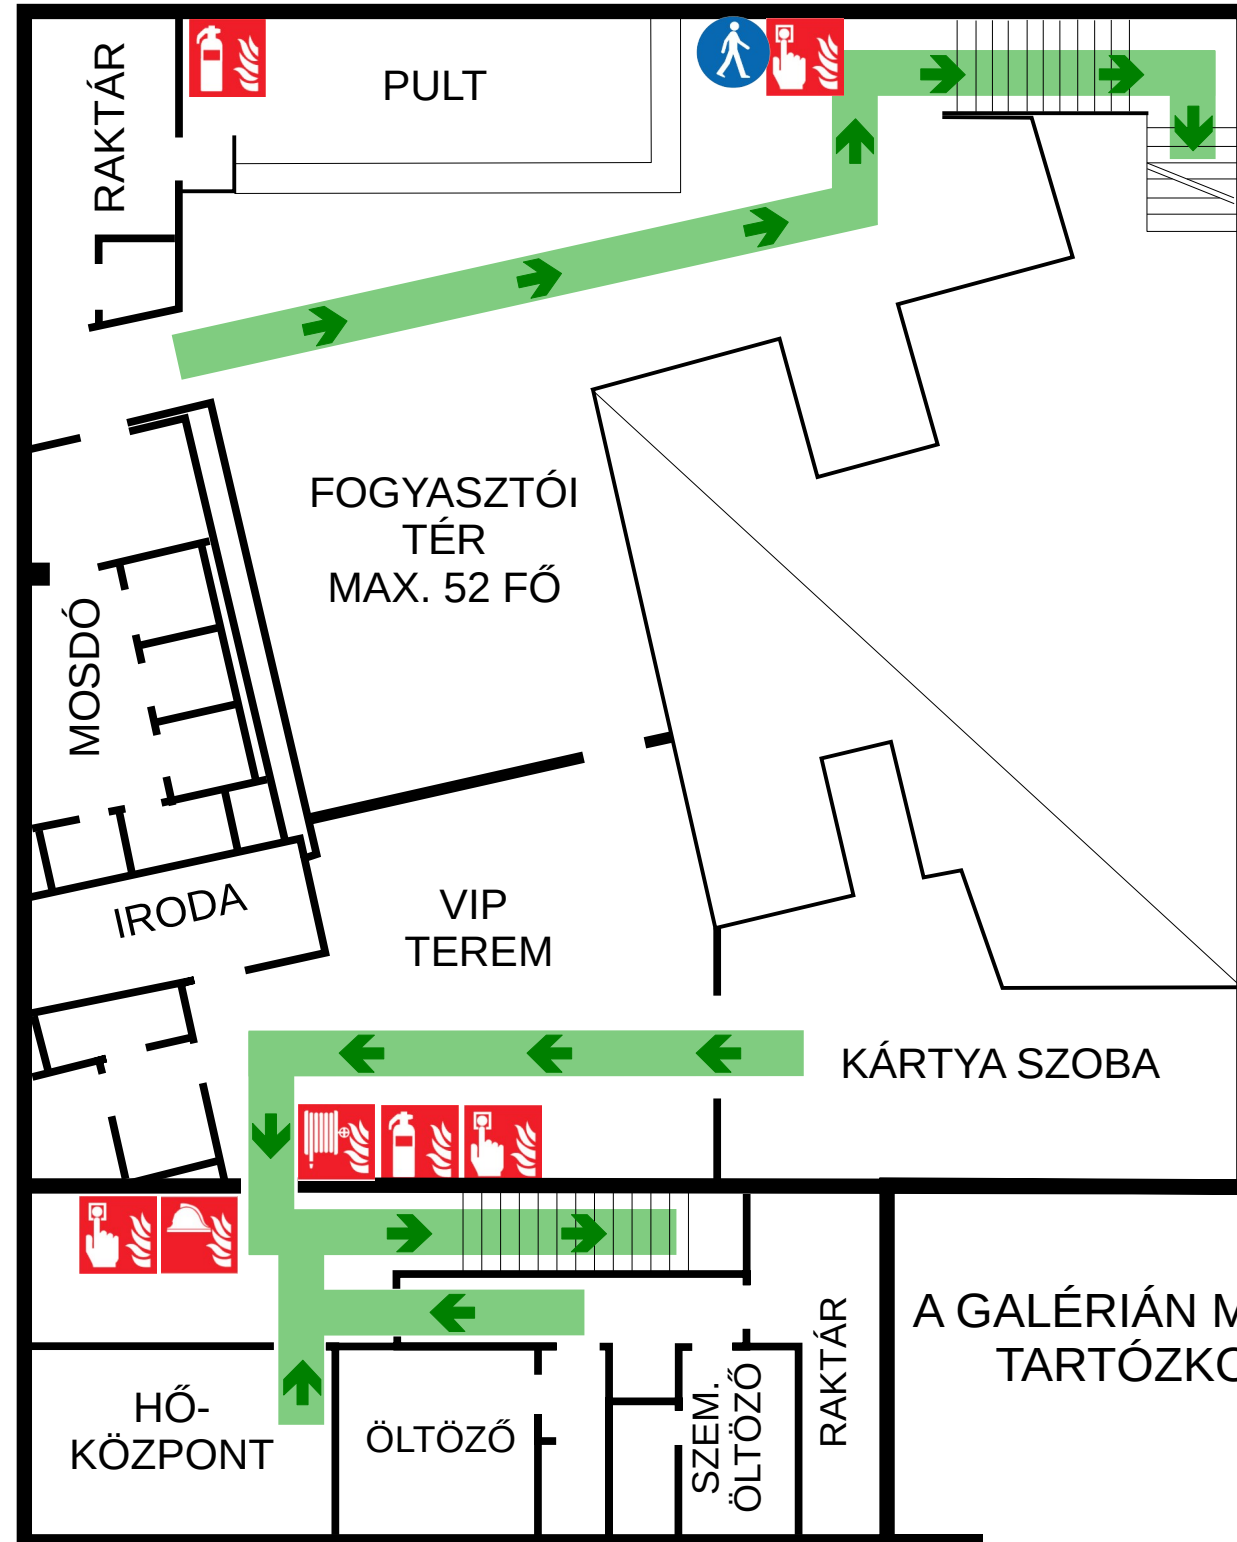 RAKTÁR
PULT
FOGYASZTÓI
TÉR
MAX. 52 FŐ
MOSDÓ
IRODA
VIP
TEREM
KÁRTYA SZOBA
A GALÉRIÁN
HŐ-
KÖZPONT
ÖLTÖZŐ
SZEM.
ÖLTÖZŐ
RAKTÁR